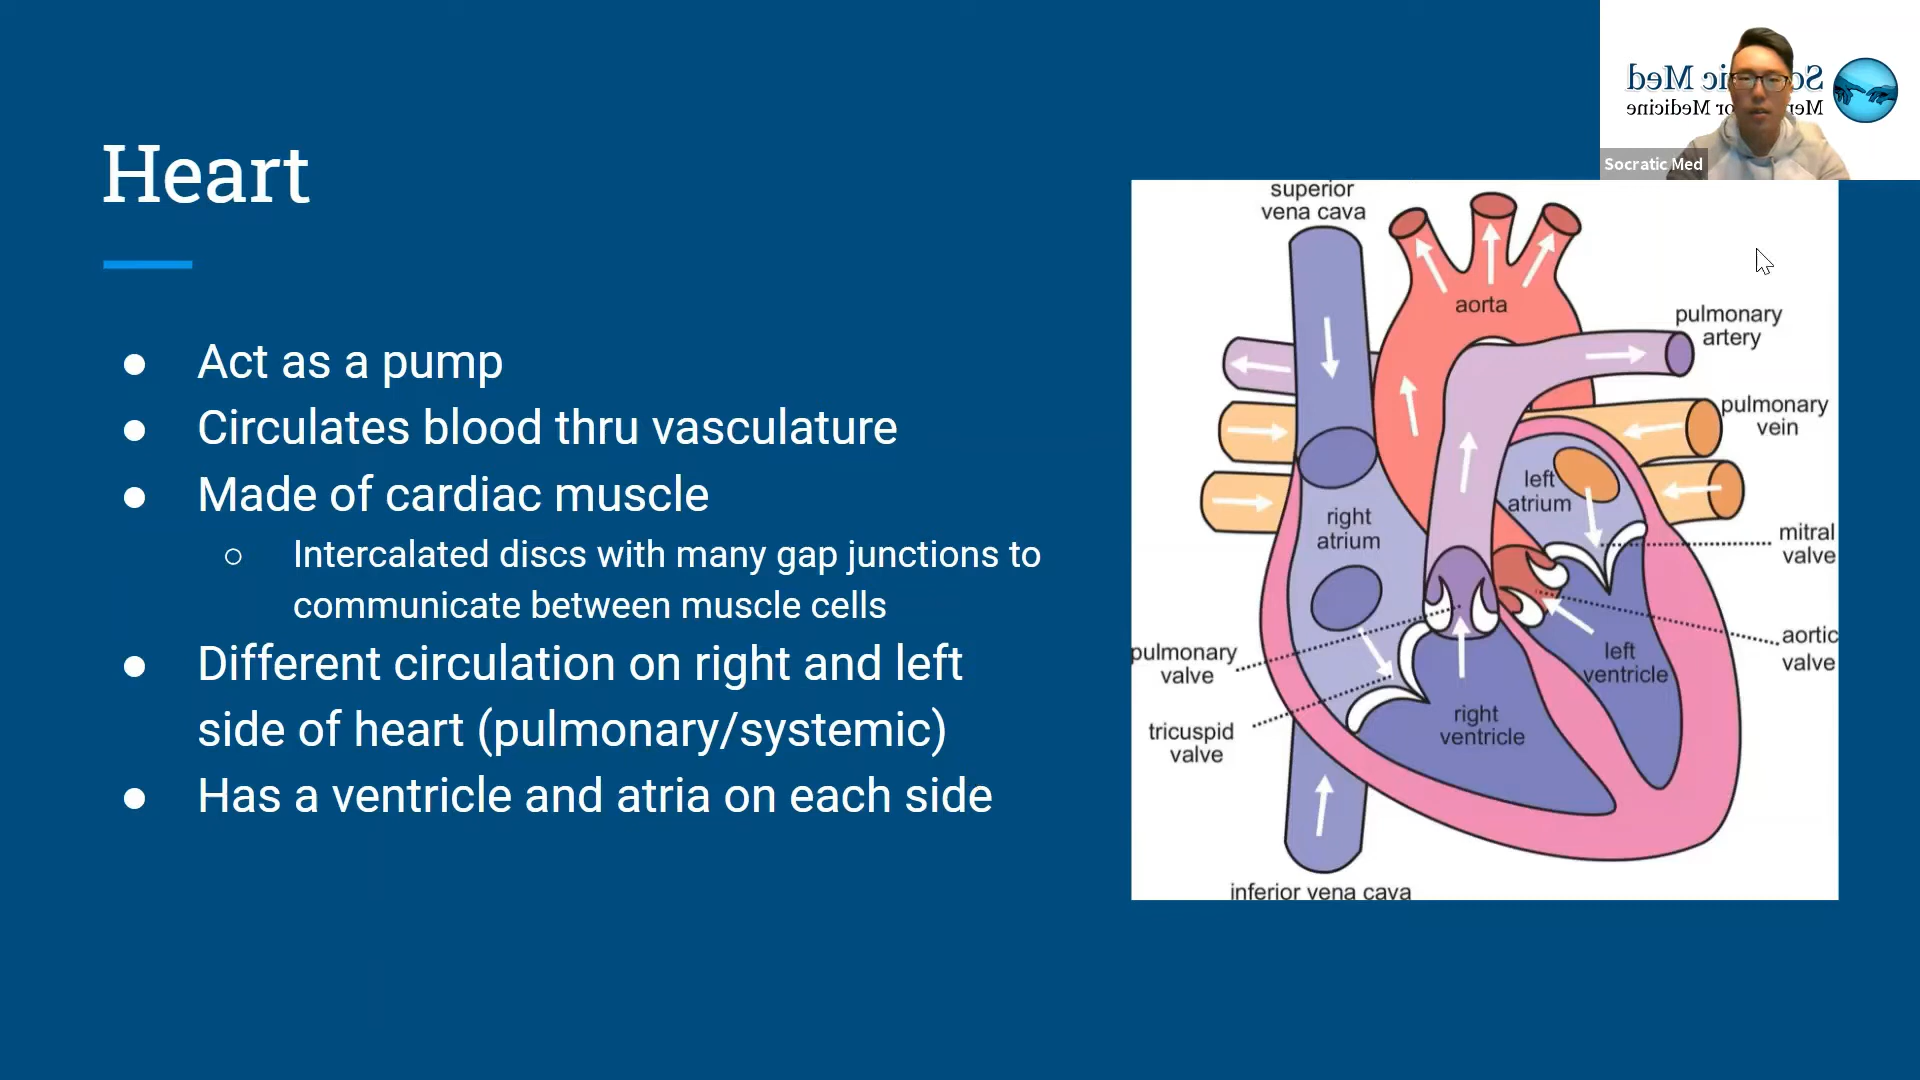 Heart
● Act as a pump
● Circulates blood thru vasculature
● Made of cardiac muscle
○ Intercalated discs with many gap junctions to
communicate between muscle cells
● Different circulation on right and left
side of heart (pulmonary/systemic)
● Has a ventricle and atria on each side
Med
Medicine
Socratic Med
superior
vena cava
aorta
pulmonary
artery
pulmonary
vein
left
atrium
right
atrium
mitral
valve
aortic
valve
left
ventricle
pulmonary
valve
tricuspid
valve
right
ventricle
inferior vena cava